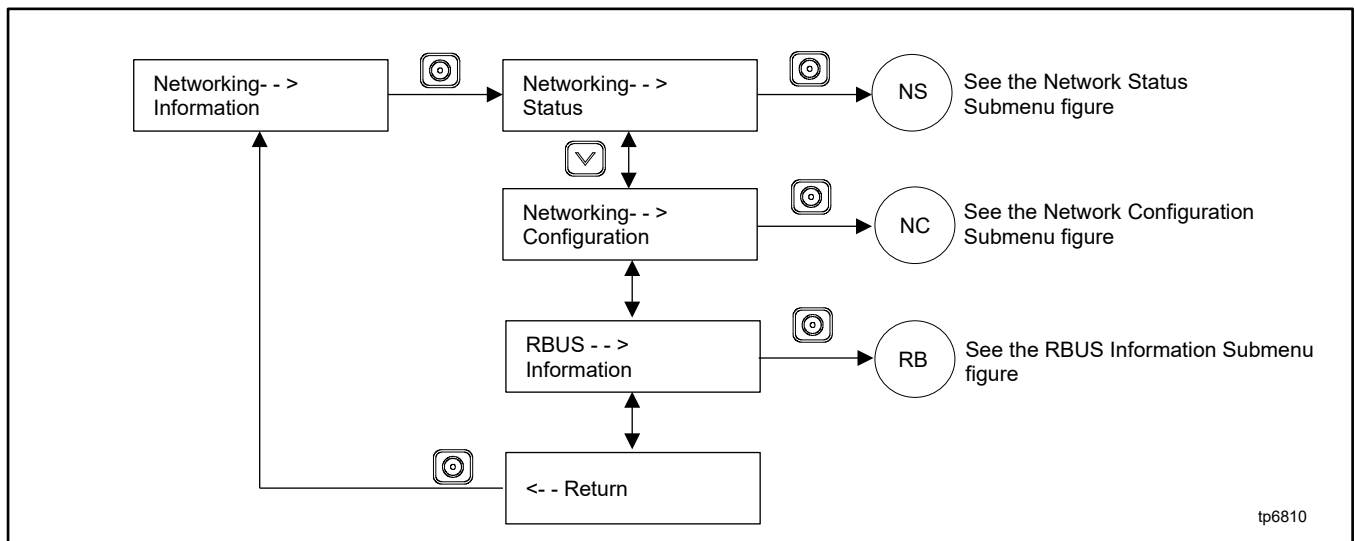 Networking- - >
Information
Networking- - >
Status
NS
See the Network Status
Submenu figure
Networking- - >
Configuration
NC
See the Network Configuration
Submenu figure
RBUS - - >
Information
RB
See the RBUS Information Submenu
figure
<- - Return
tp6810